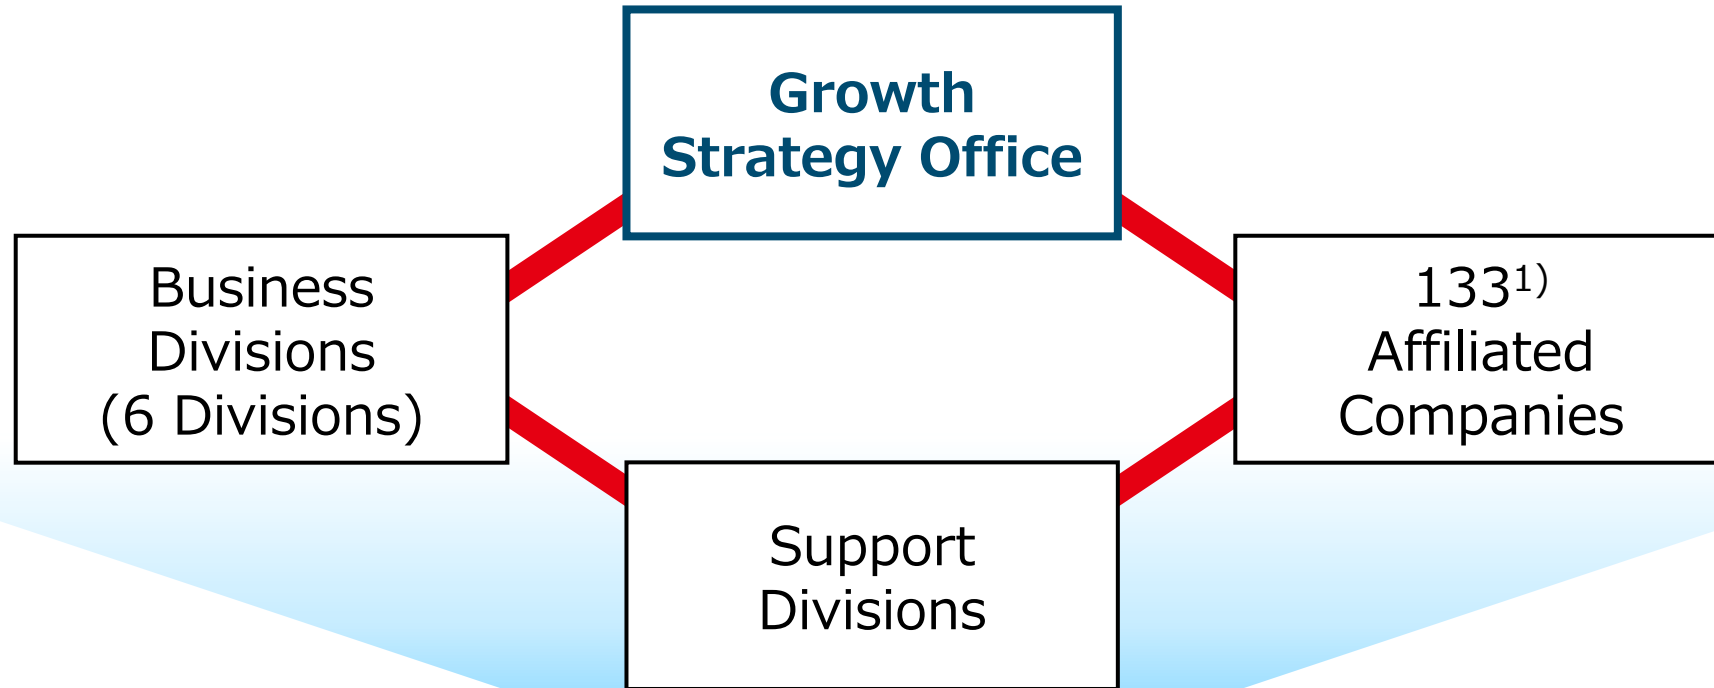 Growth
Strategy Office
Business
Divisions
(6 Divisions)
133¹⁾
Affiliated
Companies
Support
Divisions